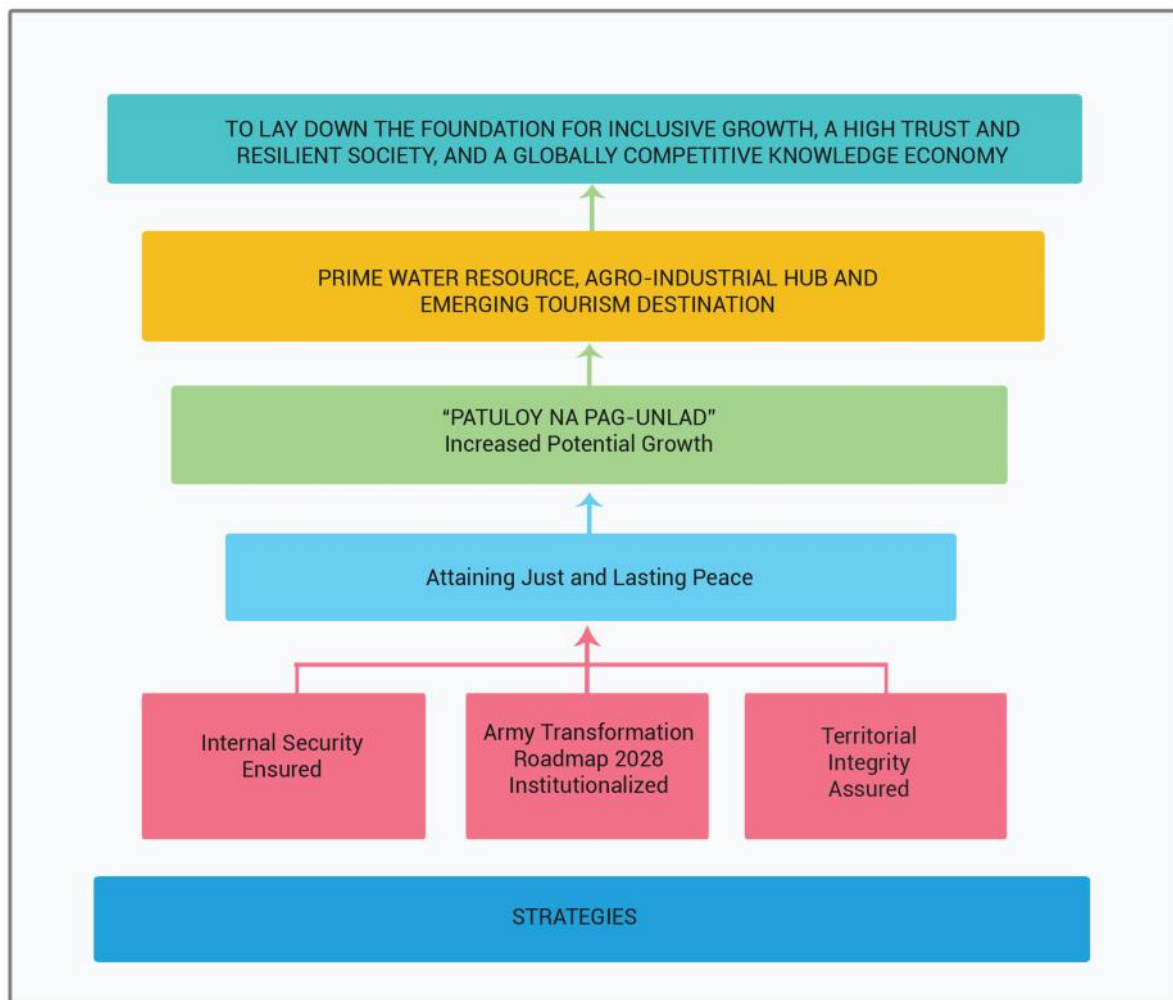 TO LAY DOWN THE FOUNDATION FOR INCLUSIVE GROWTH, A HIGH TRUST AND
RESILIENT SOCIETY, AND A GLOBALLY COMPETITIVE KNOWLEDGE ECONOMY
PRIME WATER RESOURCE, AGRO-INDUSTRIAL HUB AND
EMERGING TOURISM DESTINATION
“PATULOY NA PAG-UNLAD”
Increased Potential Growth
Attaining Just and Lasting Peace
Internal Security
Ensured
Army Transformation
Roadmap 2028
Institutionalized
Territorial
Integrity
Assured
STRATEGIES